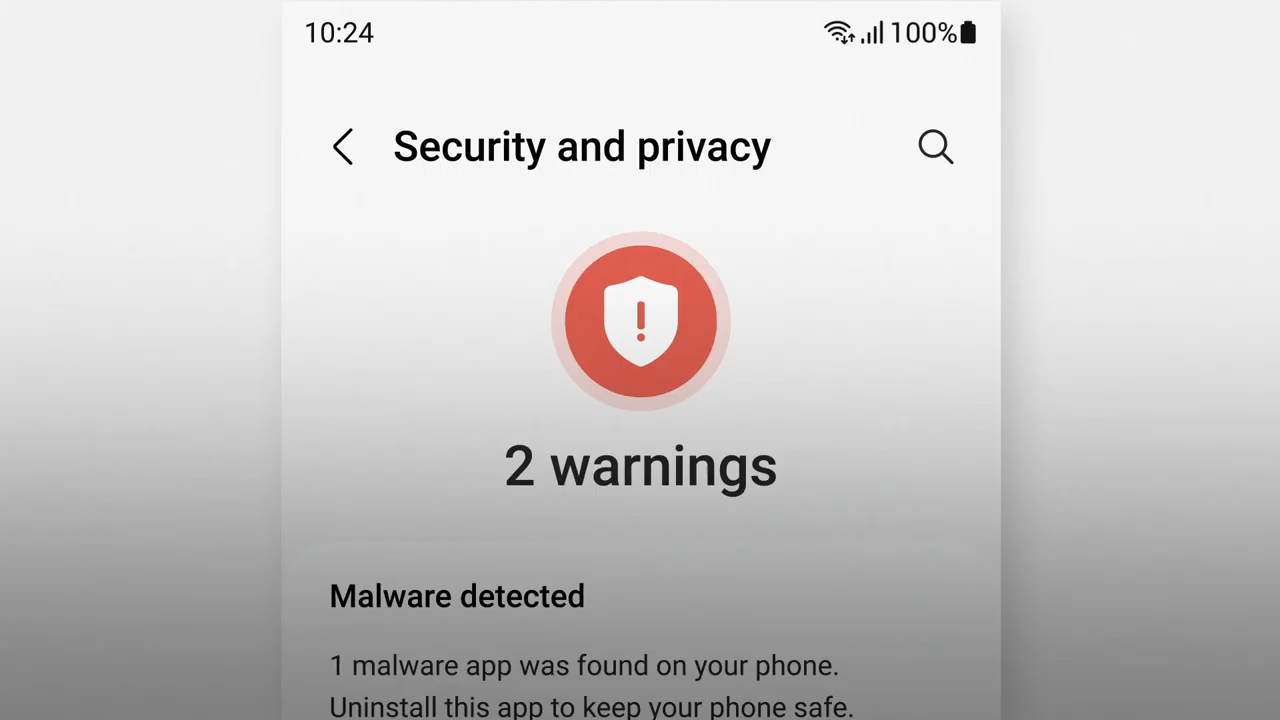 10:24 100%
Security and privacy
2 warnings
Malware detected
1 malware app was found on your phone.
Uninstall this app to keep your phone safe.